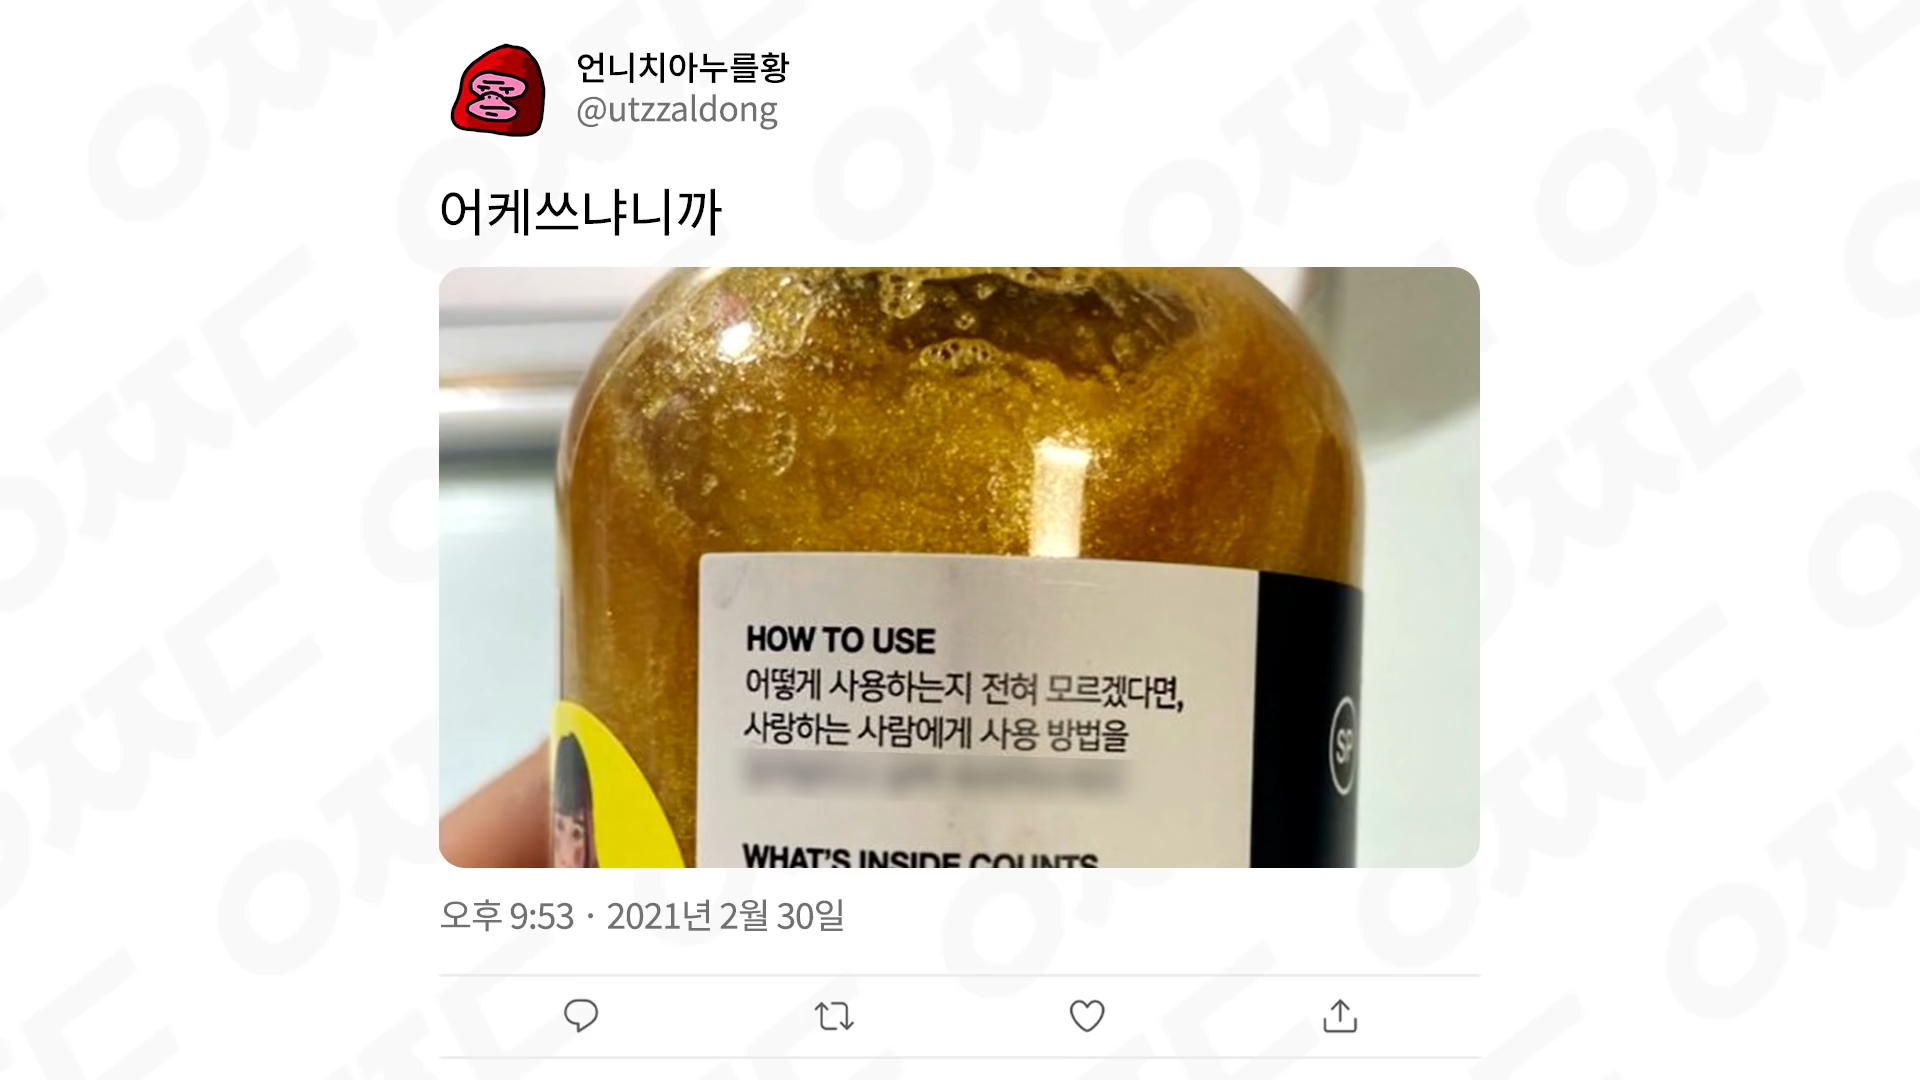 언니치아누를황
@utzzaldong
어케쓰냐니까
HOW TO USE
어떻게 사용하는지 전혀 모르겠다면,
사랑하는 사람에게 사용 방법을
WHAT'S INSIDE COUNTS
SP
오후 9:53 · 2021년 2월 30일